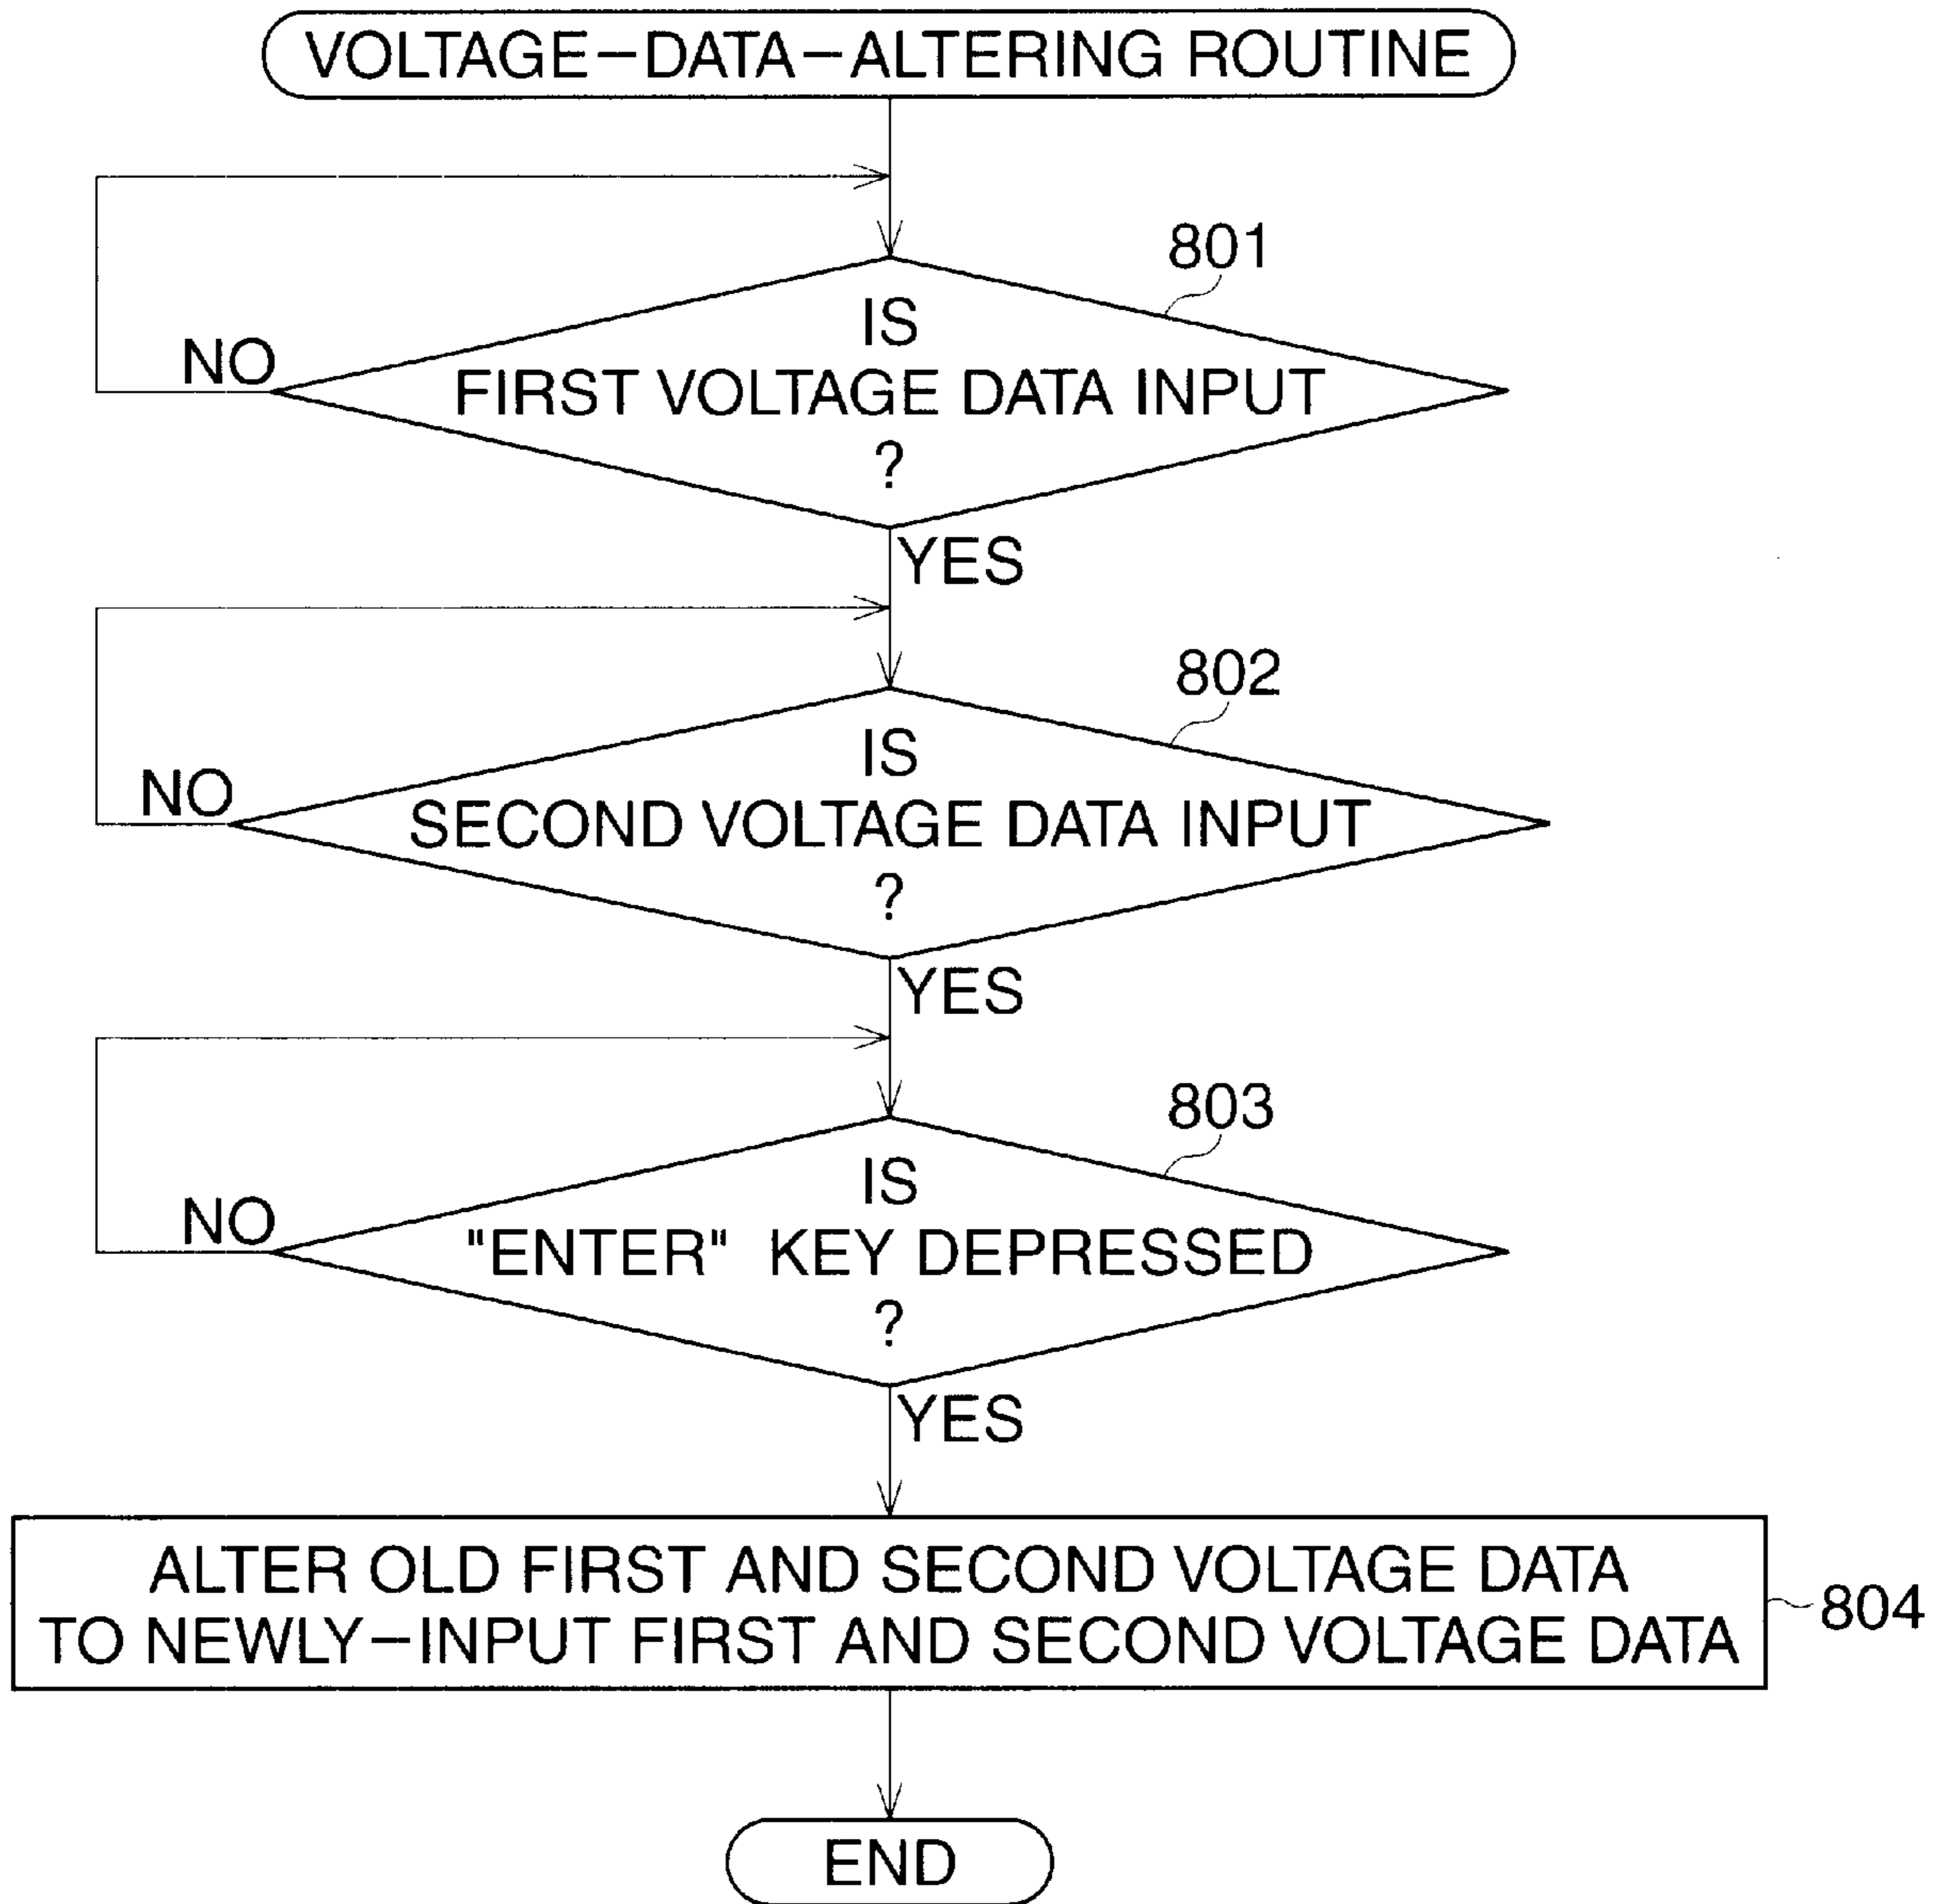 VOLTAGE–DATA–ALTERING ROUTINE
801
IS
FIRST VOLTAGE DATA INPUT
?
NO
YES
802
IS
SECOND VOLTAGE DATA INPUT
?
NO
YES
803
IS
"ENTER" KEY DEPRESSED
?
NO
YES
ALTER OLD FIRST AND SECOND VOLTAGE DATA
TO NEWLY–INPUT FIRST AND SECOND VOLTAGE DATA
804
END